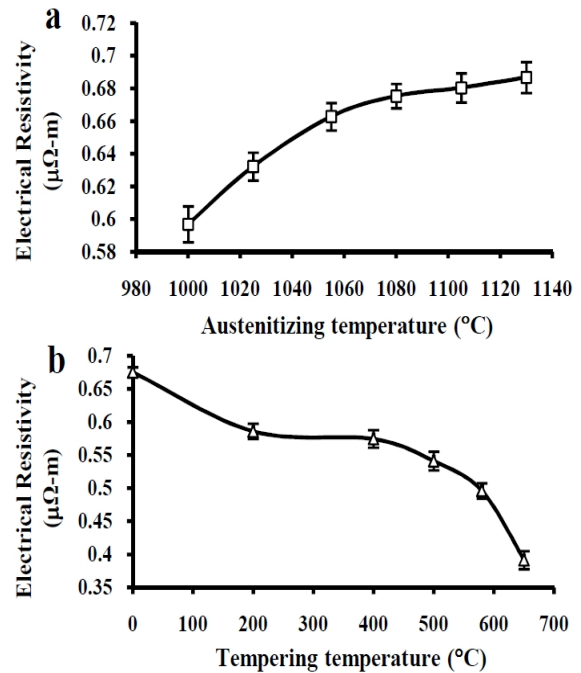 a
0.72
0.7
0.68
0.66
0.64
0.62
0.6
0.58
Electrical Resistivity
(μΩ-m)
980 1000 1020 1040 1060 1080 1100 1120 1140
Austenitizing temperature (°C)
b
0.7
0.65
0.6
0.55
0.5
0.45
0.4
0.35
Electrical Resistivity
(μΩ-m)
0 100 200 300 400 500 600 700
Tempering temperature (°C)